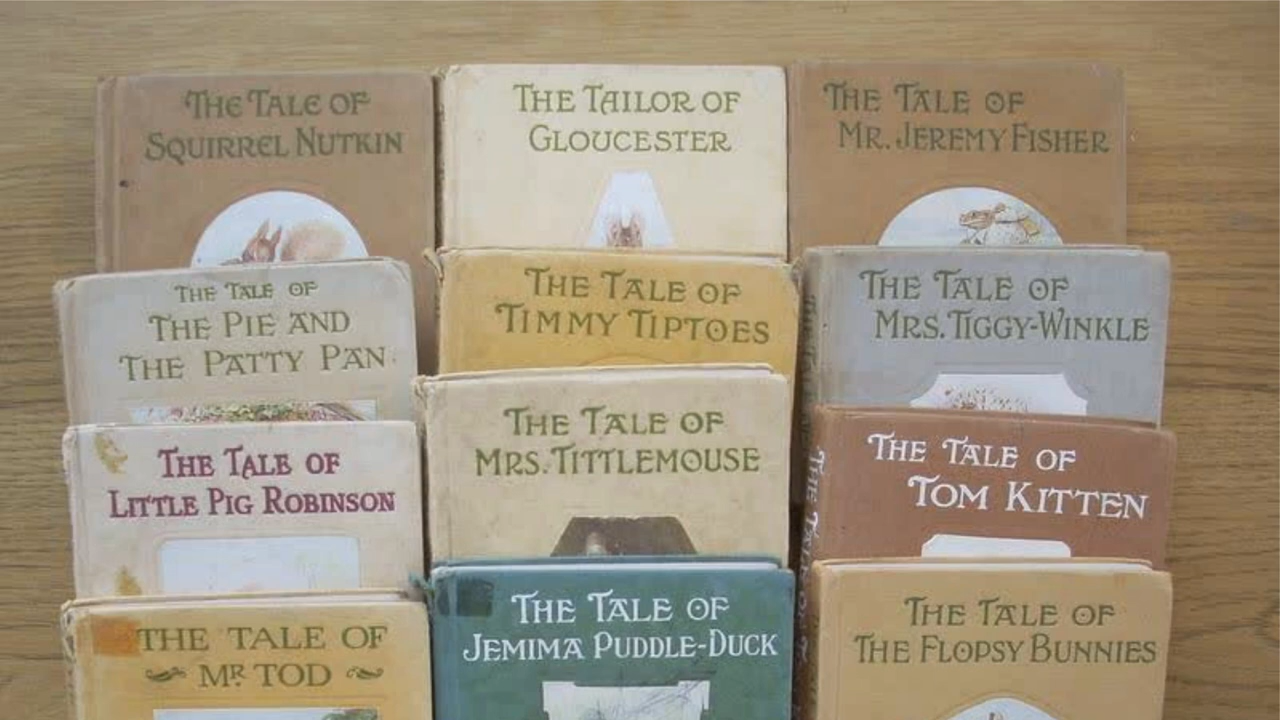 THE TALE OF
SQUIRREL NUTKIN
THE TAILOR OF
GLOUCESTER
THE TALE OF
MR. JEREMY FISHER
THE TALE OF
THE PIE AND
THE PATTY PAN
THE TALE OF
TIMMY TIPTOES
THE TALE OF
MRS. TIGGY-WINKLE
THE TALE OF
LITTLE PIG ROBINSON
THE TALE OF
MRS. TITTLEMOUSE
THE TALE OF
TOM KITTEN
THE TALE OF
THE TALE OF
MR. TOD
THE TALE OF
JEMIMA PUDDLE-DUCK
THE TALE OF
THE FLOPSY BUNNIES